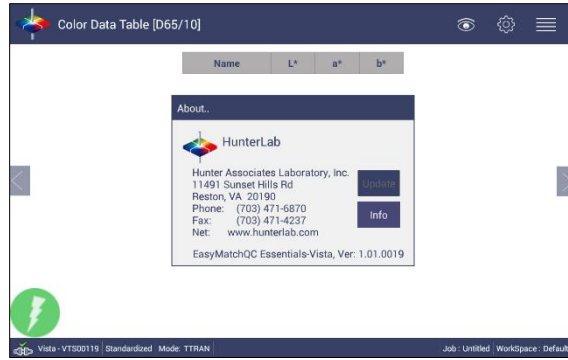 Color Data Table [D65/10]
Name L* a* b*
About..
HunterLab
Hunter Associates Laboratory, Inc.
11491 Sunset Hills Rd
Reston, VA 20190
Phone: (703) 471-6870
Fax: (703) 471-4237
Net: www.hunterlab.com
Update
Info
EasyMatchQC Essentials-Vista, Ver: 1.01.0019
Vista - VTS00119 Standardized Mode: TTRAN Job : Untitled WorkSpace : Default